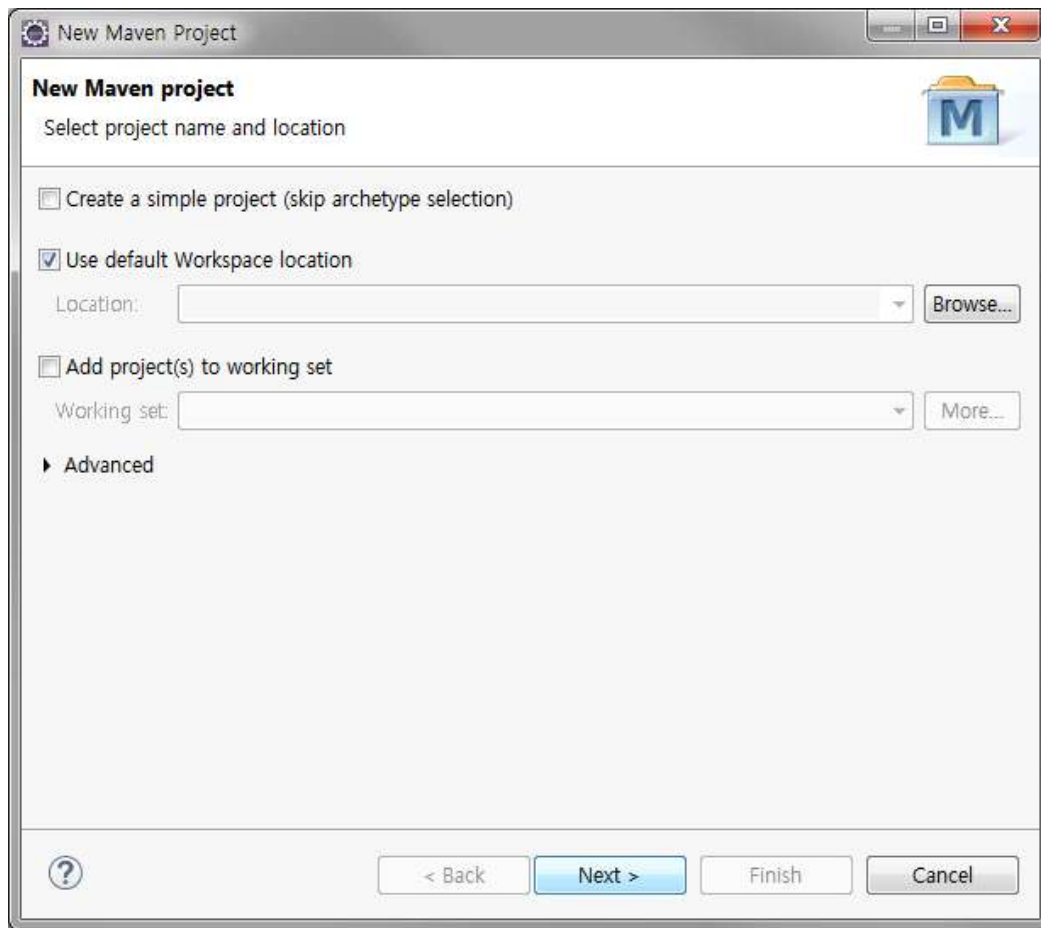 New Maven Project
New Maven project
M
Select project name and location
Create a simple project (skip archetype selection)
Use default Workspace location
Location:
Browse...
Add project(s) to working set
Working set:
More...
Advanced
?
< Back
Next >
Finish
Cancel